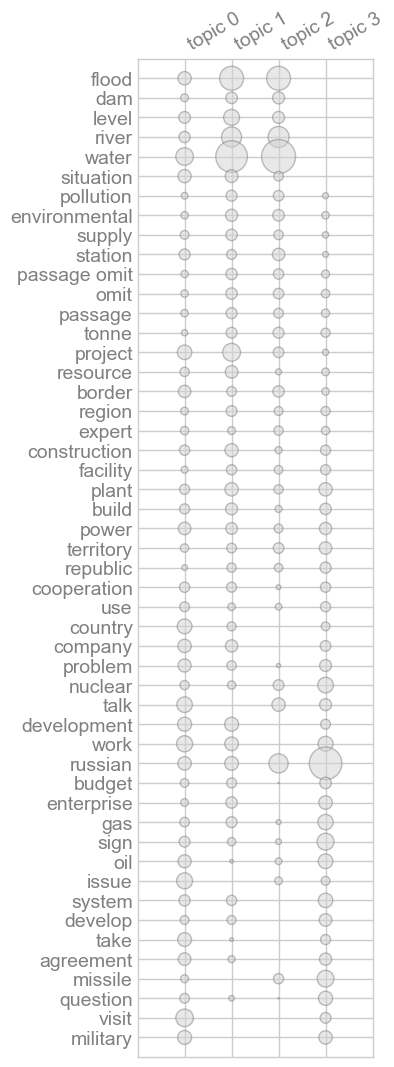 topic 0 topic 1 topic 2 topic 3
flood
dam
level
river
water
situation
pollution
environmental
supply
station
passage omit
omit
passage
tonne
project
resource
border
region
expert
construction
facility
plant
build
power
territory
republic
cooperation
use
country
company
problem
nuclear
talk
development
work
russian
budget
enterprise
gas
sign
oil
issue
system
develop
take
agreement
missile
question
visit
military